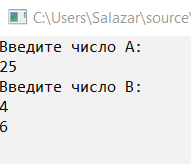 C:\Users\Salazar\source\
Введите число A:
25
Введите число B:
4
6